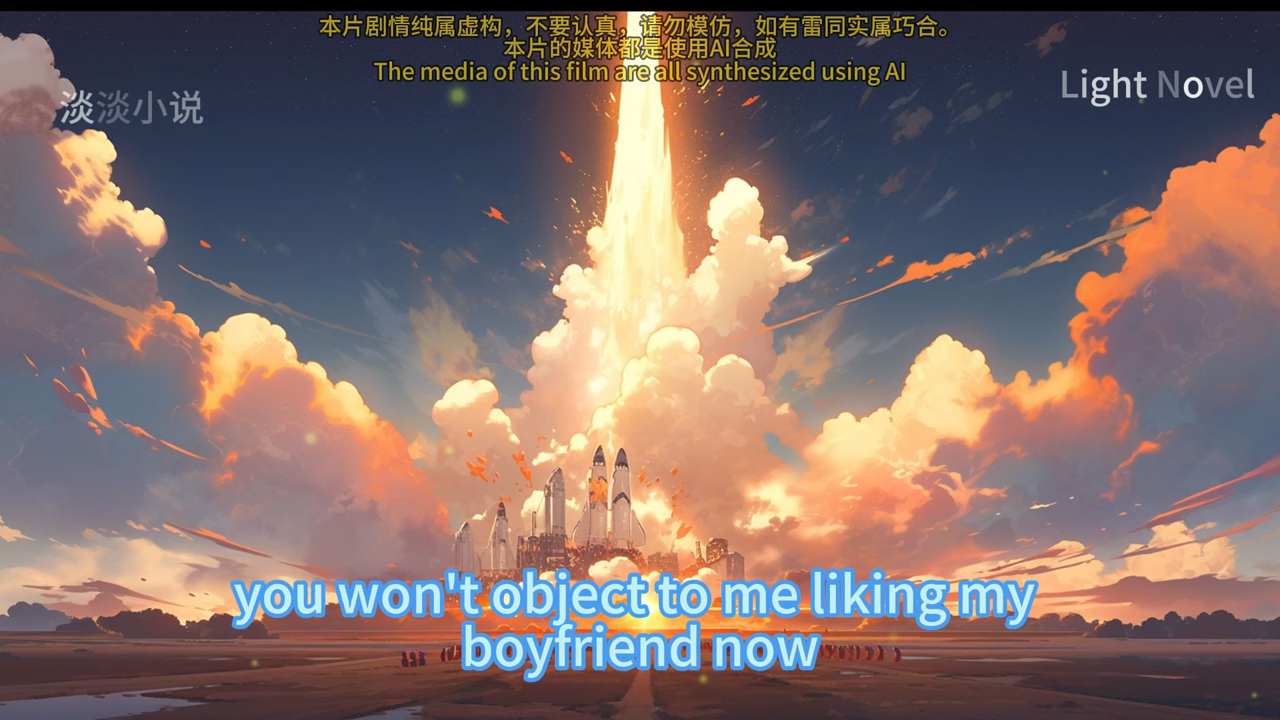 本片剧情纯属虚构，不要认真，请勿模仿，如有雷同实属巧合。
本片的媒体都是使用AI合成
The media of this film are all synthesized using AI
淡淡小说
Light Novel
you won't object to me liking my
boyfriend now